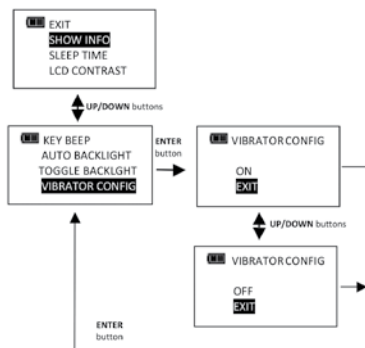 EXIT
SHOW INFO
SLEEP TIME
LCD CONTRAST
UP/DOWN buttons
KEY BEEP
AUTO BACKLIGHT
TOGGLE BACKLGHT
VIBRATOR CONFIG
ENTER
button
VIBRATOR CONFIG
ON
EXIT
UP/DOWN buttons
VIBRATOR CONFIG
OFF
EXIT
ENTER
button